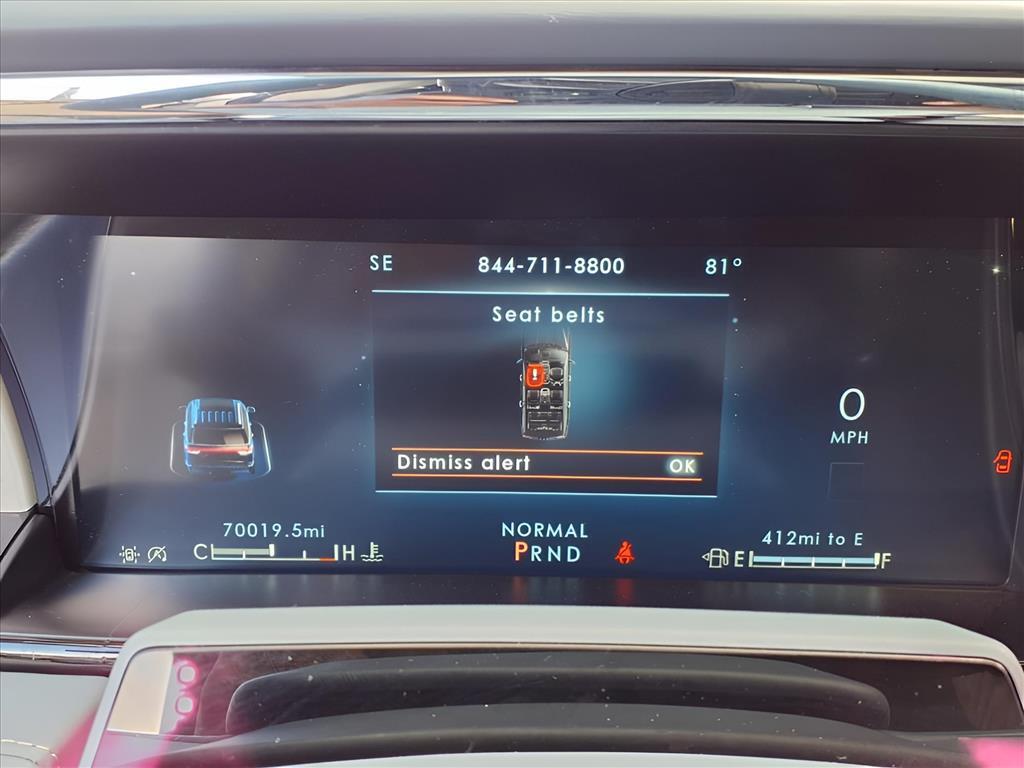 SE 844-711-8800 81°
Seat belts
0
MPH
Dismiss alert OK
70019.5mi NORMAL 412mi to E
C H PRND E F